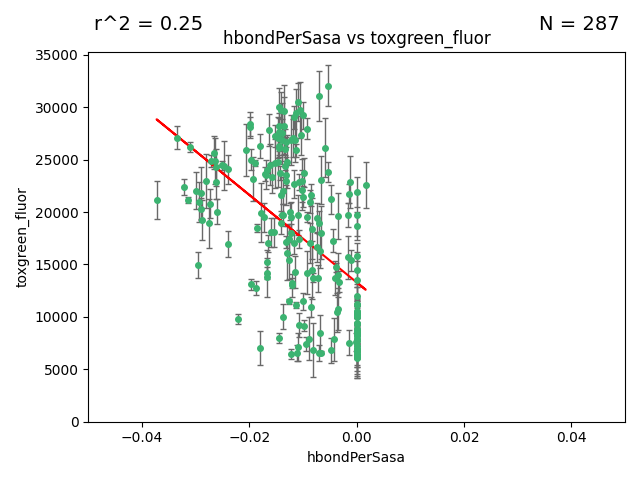 r^2 = 0.25
N = 287
hbondPerSasa vs toxgreen_fluor
35000
30000
25000
20000
15000
10000
5000
0
toxgreen_fluor
−0.04
−0.02
0.00
0.02
0.04
hbondPerSasa